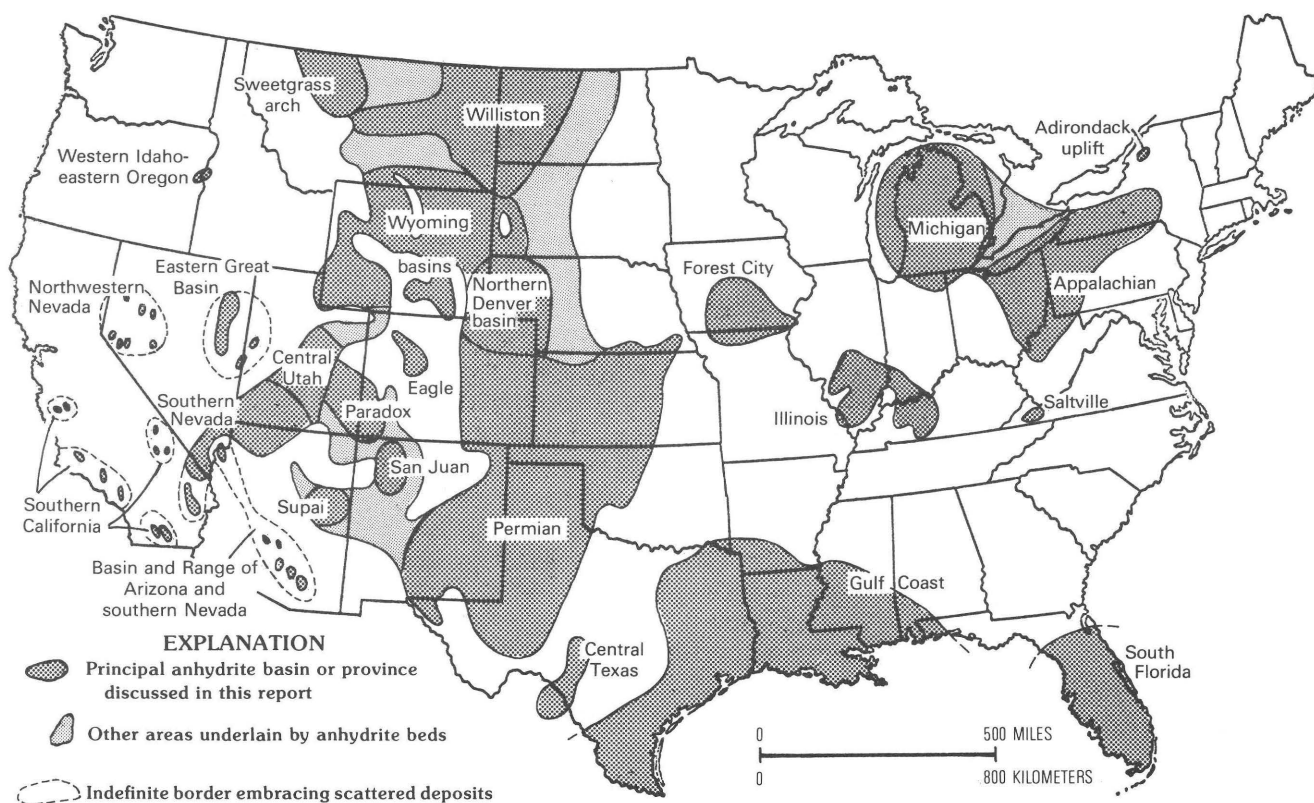 Sweetgrass
arch
Williston
Adirondack
uplift
Western Idaho-
eastern Oregon
Wyoming
basins
Michigan
Eastern Great
Basin
Northwestern
Nevada
Northern
Denver
basin
Forest City
Appalachian
Central
Utah
Eagle
Southern
Nevada
Paradox
Illinois
Saltville
San Juan
Supai
Southern
California
Permian
Basin and Range of
Arizona and
southern Nevada
Gulf Coast
Central
Texas
South
Florida
EXPLANATION
Principal anhydrite basin or province
discussed in this report
Other areas underlain by anhydrite beds
Indefinite border embracing scattered deposits
0 500 MILES
0 800 KILOMETERS